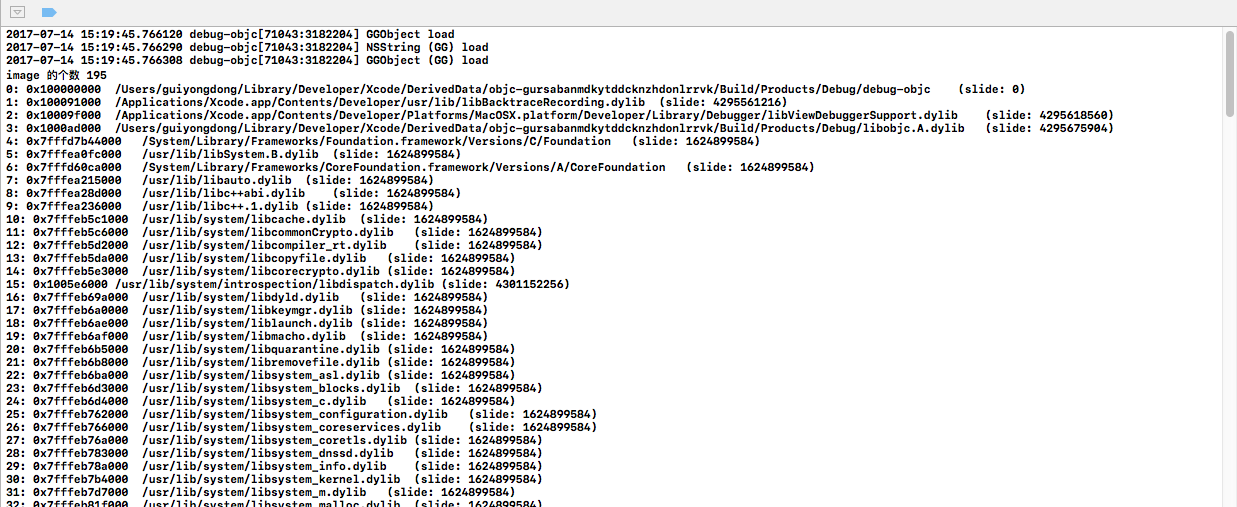 2017-07-14 15:19:45.766120 debug-objc[71043:3182204] GGObject load
2017-07-14 15:19:45.766290 debug-objc[71043:3182204] NSString (GG) load
2017-07-14 15:19:45.766308 debug-objc[71043:3182204] GGObject (GG) load
image 的个数 195
0: 0x100000000 /Users/guiyongdong/Library/Developer/Xcode/DerivedData/objc-gursabanmdkytddcknzhdonlrrvk/Build/Products/Debug/debug-objc (slide: 0)
1: 0x100091000 /Applications/Xcode.app/Contents/Developer/usr/lib/libBacktraceRecording.dylib (slide: 4295561216)
2: 0x10009f000 /Applications/Xcode.app/Contents/Developer/Platforms/MacOSX.platform/Developer/Library/Debugger/libViewDebuggerSupport.dylib (slide: 4295618560)
3: 0x1000ad000 /Users/guiyongdong/Library/Developer/Xcode/DerivedData/objc-gursabanmdkytddcknzhdonlrrvk/Build/Products/Debug/libobjc.A.dylib (slide: 4295675904)
4: 0x7fffd7b44000 /System/Library/Frameworks/Foundation.framework/Versions/C/Foundation (slide: 1624899584)
5: 0x7fffea0fc000 /usr/lib/libSystem.B.dylib (slide: 1624899584)
6: 0x7fffd60ca000 /System/Library/Frameworks/CoreFoundation.framework/Versions/A/CoreFoundation (slide: 1624899584)
7: 0x7fffea215000 /usr/lib/libauto.dylib (slide: 1624899584)
8: 0x7fffea28d000 /usr/lib/libc++abi.dylib (slide: 1624899584)
9: 0x7fffea236000 /usr/lib/libc++.1.dylib (slide: 1624899584)
10: 0x7fffeb5c1000 /usr/lib/system/libcache.dylib (slide: 1624899584)
11: 0x7fffeb5c6000 /usr/lib/system/libcommonCrypto.dylib (slide: 1624899584)
12: 0x7fffeb5d2000 /usr/lib/system/libcompiler_rt.dylib (slide: 1624899584)
13: 0x7fffeb5da000 /usr/lib/system/libcopyfile.dylib (slide: 1624899584)
14: 0x7fffeb5e3000 /usr/lib/system/libcorecrypto.dylib (slide: 1624899584)
15: 0x1005e6000 /usr/lib/system/introspection/libdispatch.dylib (slide: 4301152256)
16: 0x7fffeb69a000 /usr/lib/system/libdyld.dylib (slide: 1624899584)
17: 0x7fffeb6a0000 /usr/lib/system/libkeymgr.dylib (slide: 1624899584)
18: 0x7fffeb6ae000 /usr/lib/system/liblaunch.dylib (slide: 1624899584)
19: 0x7fffeb6af000 /usr/lib/system/libmacho.dylib (slide: 1624899584)
20: 0x7fffeb6b5000 /usr/lib/system/libquarantine.dylib (slide: 1624899584)
21: 0x7fffeb6b8000 /usr/lib/system/libremovefile.dylib (slide: 1624899584)
22: 0x7fffeb6ba000 /usr/lib/system/libsystem_asl.dylib (slide: 1624899584)
23: 0x7fffeb6d3000 /usr/lib/system/libsystem_blocks.dylib (slide: 1624899584)
24: 0x7fffeb6d4000 /usr/lib/system/libsystem_c.dylib (slide: 1624899584)
25: 0x7fffeb762000 /usr/lib/system/libsystem_configuration.dylib (slide: 1624899584)
26: 0x7fffeb766000 /usr/lib/system/libsystem_coreservices.dylib (slide: 1624899584)
27: 0x7fffeb76a000 /usr/lib/system/libsystem_coretls.dylib (slide: 1624899584)
28: 0x7fffeb783000 /usr/lib/system/libsystem_dnssd.dylib (slide: 1624899584)
29: 0x7fffeb78a000 /usr/lib/system/libsystem_info.dylib (slide: 1624899584)
30: 0x7fffeb7b4000 /usr/lib/system/libsystem_kernel.dylib (slide: 1624899584)
31: 0x7fffeb7d7000 /usr/lib/system/libsystem_m.dylib (slide: 1624899584)
32: 0x7fffeb81f000 /usr/lib/system/libsystem_malloc.dylib (slide: 1624899584)